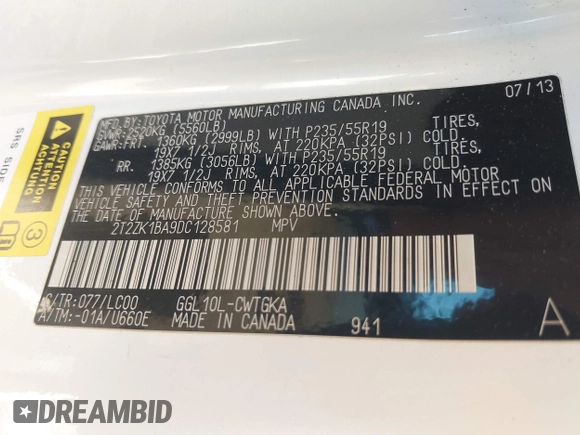 MFD.BY:TOYOTA MOTOR MANUFACTURING CANADA INC. 07/13
GVWR:2520KG (5560LB)
GAWR:FRT. 1360KG (2999LB) WITH P235/55R19 TIRES,
19X7 1/2J RIMS, AT 220KPA (32PSI) COLD.
RR. 1385KG (3056LB) WITH P235/55R19 TIRES,
19X7 1/2J RIMS, AT 220KPA (32PSI) COLD.
THIS VEHICLE CONFORMS TO ALL APPLICABLE FEDERAL MOTOR
VEHICLE SAFETY AND THEFT PREVENTION STANDARDS IN EFFECT ON
THE DATE OF MANUFACTURE SHOWN ABOVE.
2T2ZK1BA9DC128581 MPV
C/TR:077/LC00 GGL10L-CWTGKA
A/TM:-01A/U660E MADE IN CANADA 941 A
SRS SIDE
CAUTION
ATTENTION
ACHTUNG
3
DREAMBID